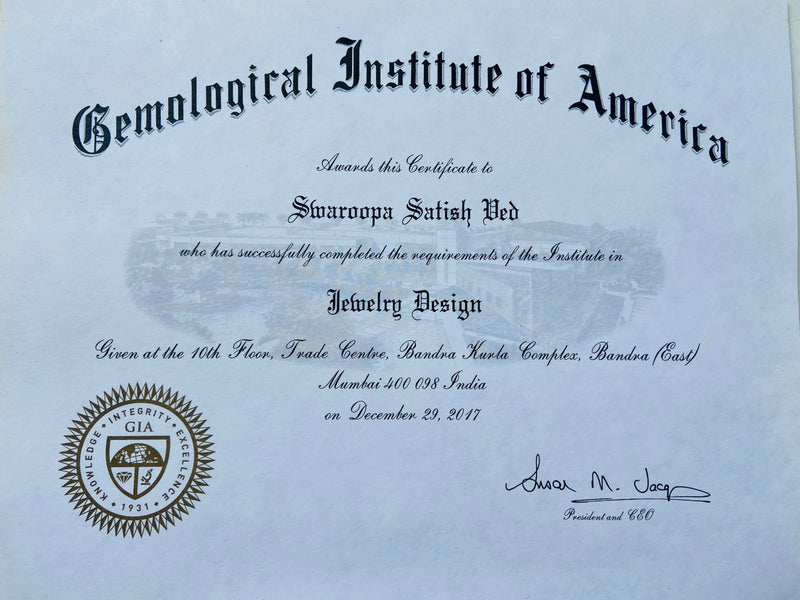 Gemological Institute of America
Awards this Certificate to
Swaroopa Satish Ved
who has successfully completed the requirements of the Institute in
Jewelry Design
Given at the 10th Floor, Trade Centre, Bandra Kurla Complex, Bandra (East)
Mumbai 400 098 India
on December 29, 2017
KNOWLEDGE • INTEGRITY • EXCELLENCE
GIA
• 1931 •
Susan M. Jacq
President and CEO